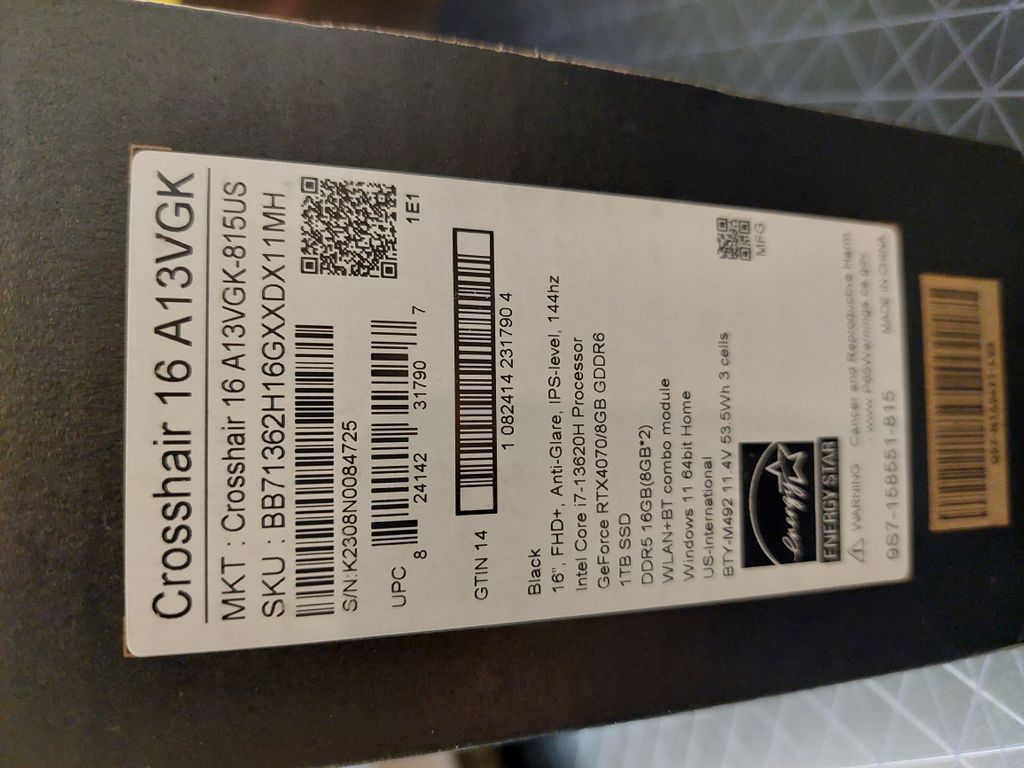 Crosshair 16 A13VGK
MKT : Crosshair 16 A13VGK-815US
SKU : BB71362H16GXXDX11MH
S/N:K2308N0084725
1E1
UPC
8 24142 31790 7
GTIN 14
1 082414 231790 4
Black
16", FHD+, Anti-Glare, IPS-level, 144hz
Intel Core i7-13620H Processor
GeForce RTX4070/8GB GDDR6
1TB SSD
DDR5 16GB(8GB*2)
WLAN+BT combo module
Windows 11 64bit Home
US-International
BTY-M492 11.4V 53.5Wh 3 cells
MFG
energy
ENERGY STAR
WARNING Cancer and Reproductive Harm
- www.P65Warnings.ca.gov
9S7-158551-815 MADE IN CHINA